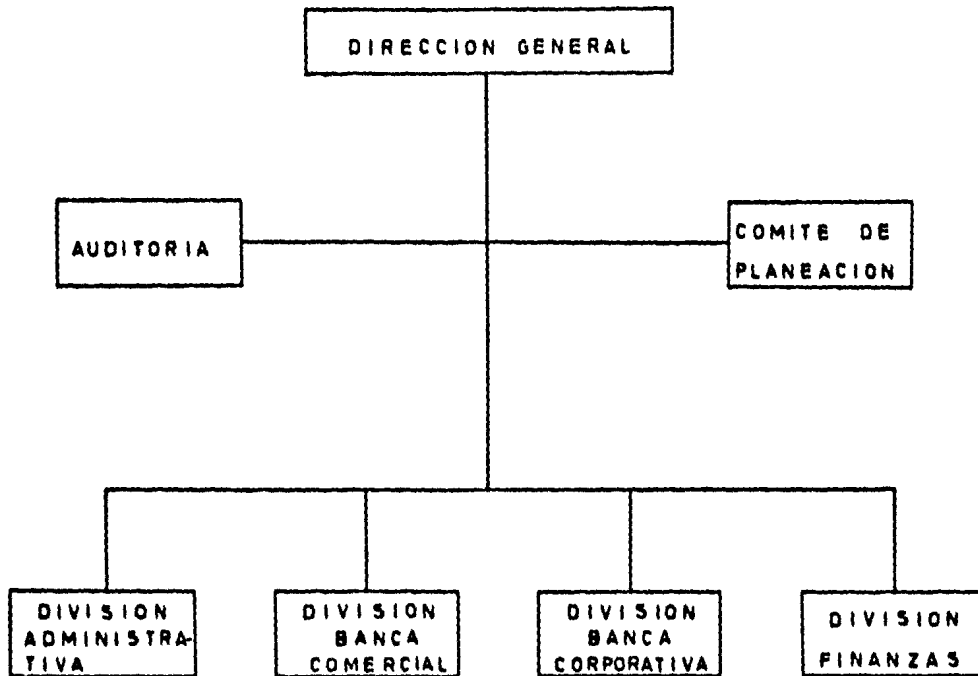 DIRECCION GENERAL
AUDITORIA
COMITE DE
PLANEACION
DIVISION
ADMINISTRA-
TIVA
DIVISION
BANCA
COMERCIAL
DIVISION
BANCA
CORPORATIVA
DIVISION
FINANZAS